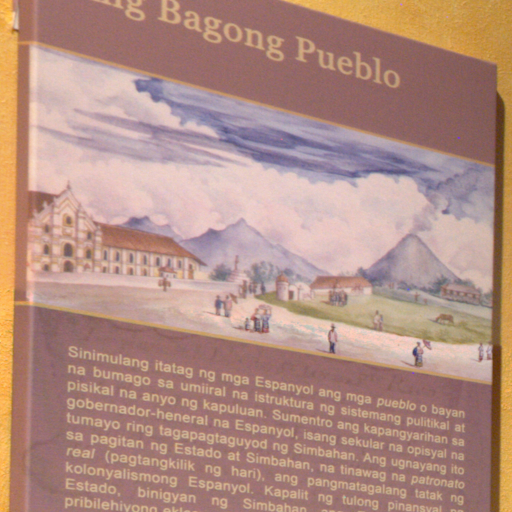 Ang Bagong Pueblo
Sinimulang itatag ng mga Espanyol ang mga pueblo o bayan
na bumago sa umiiral na istruktura ng sistemang pulitikal at
pisikal na anyo ng kapuluan. Sumentro ang kapangyarihan sa
gobernador-heneral na Espanyol, isang sekular na opisyal na
tumayo ring tagapagtaguyod ng Simbahan. Ang ugnayang ito
sa pagitan ng Estado at Simbahan, na tinawag na patronato
real (pagtangkilik ng hari), ang pangmatagalang tatak ng
kolonyalismong Espanyol. Kapalit ng tulong pinansyal ng
Estado, binigyan ng Simbahan
pribilehiyong